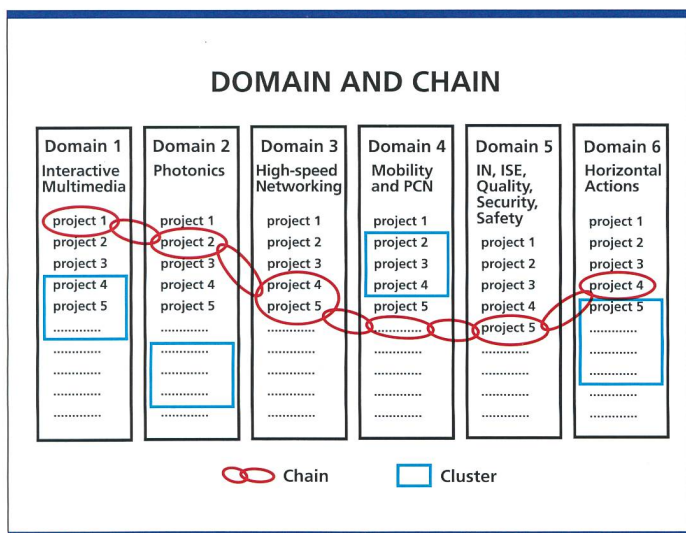 DOMAIN AND CHAIN
Domain 1
Interactive
Multimedia
project 1
project 2
project 3
project 4
project 5
..............
..............
..............
..............
..............
Domain 2
Photonics
project 1
project 2
project 3
project 4
project 5
..............
..............
..............
..............
..............
Domain 3
High-speed
Networking
project 1
project 2
project 3
project 4
project 5
..............
..............
..............
..............
..............
Domain 4
Mobility
and PCN
project 1
project 2
project 3
project 4
project 5
..............
..............
..............
..............
..............
Domain 5
IN, ISE,
Quality,
Security,
Safety
project 1
project 2
project 3
project 4
project 5
..............
..............
..............
..............
Domain 6
Horizontal
Actions
project 1
project 2
project 3
project 4
project 5
..............
..............
..............
..............
..............
Chain
Cluster